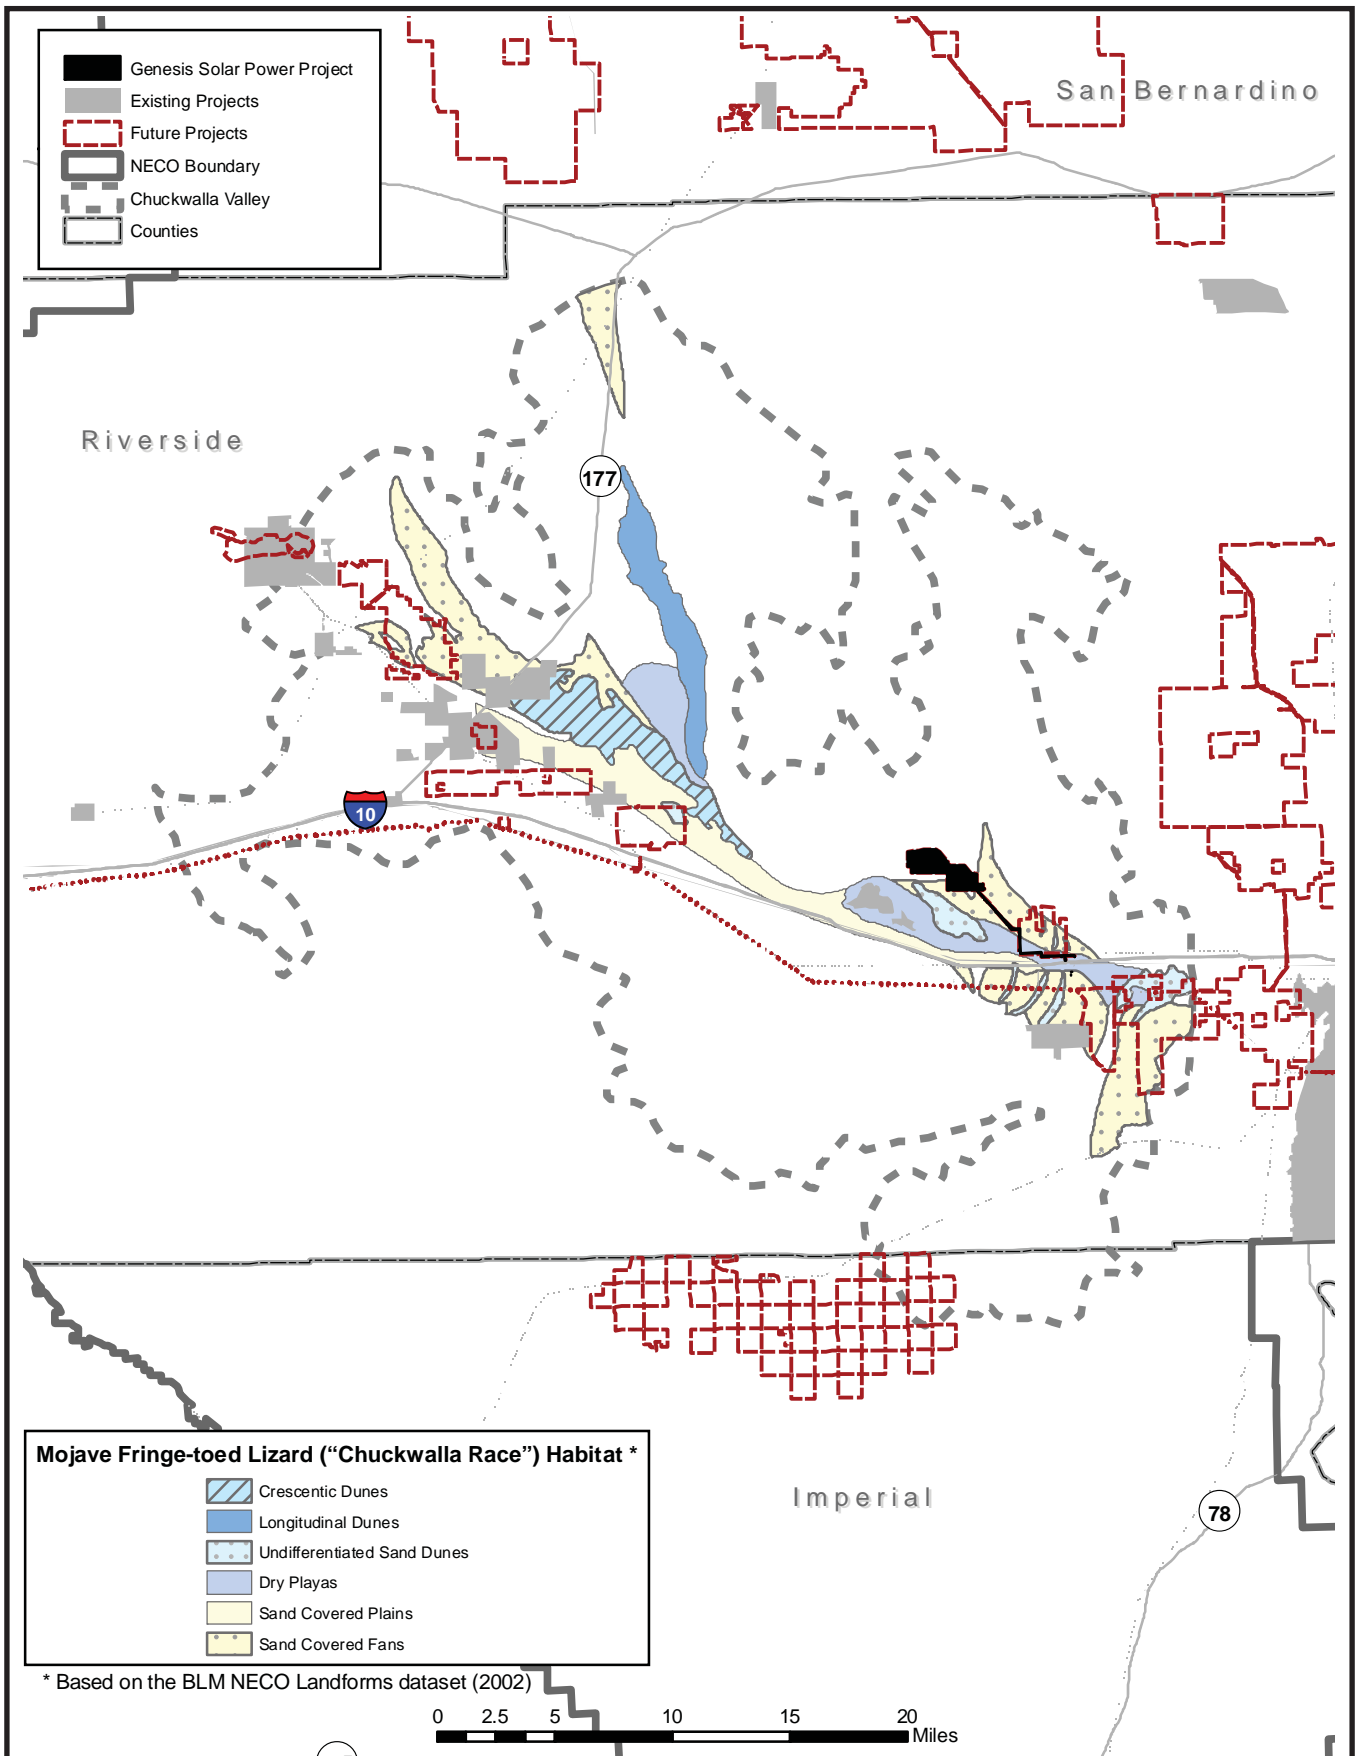 Genesis Solar Power Project
Existing Projects
Future Projects
NECO Boundary
Chuckwalla Valley
Counties
San Bernardino
Riverside
177
10
Mojave Fringe-toed Lizard (“Chuckwalla Race”) Habitat *
Crescentic Dunes
Longitudinal Dunes
Undifferentiated Sand Dunes
Dry Playas
Sand Covered Plains
Sand Covered Fans
Imperial
78
* Based on the BLM NECO Landforms dataset (2002)
0 2.5 5 10 15 20
Miles